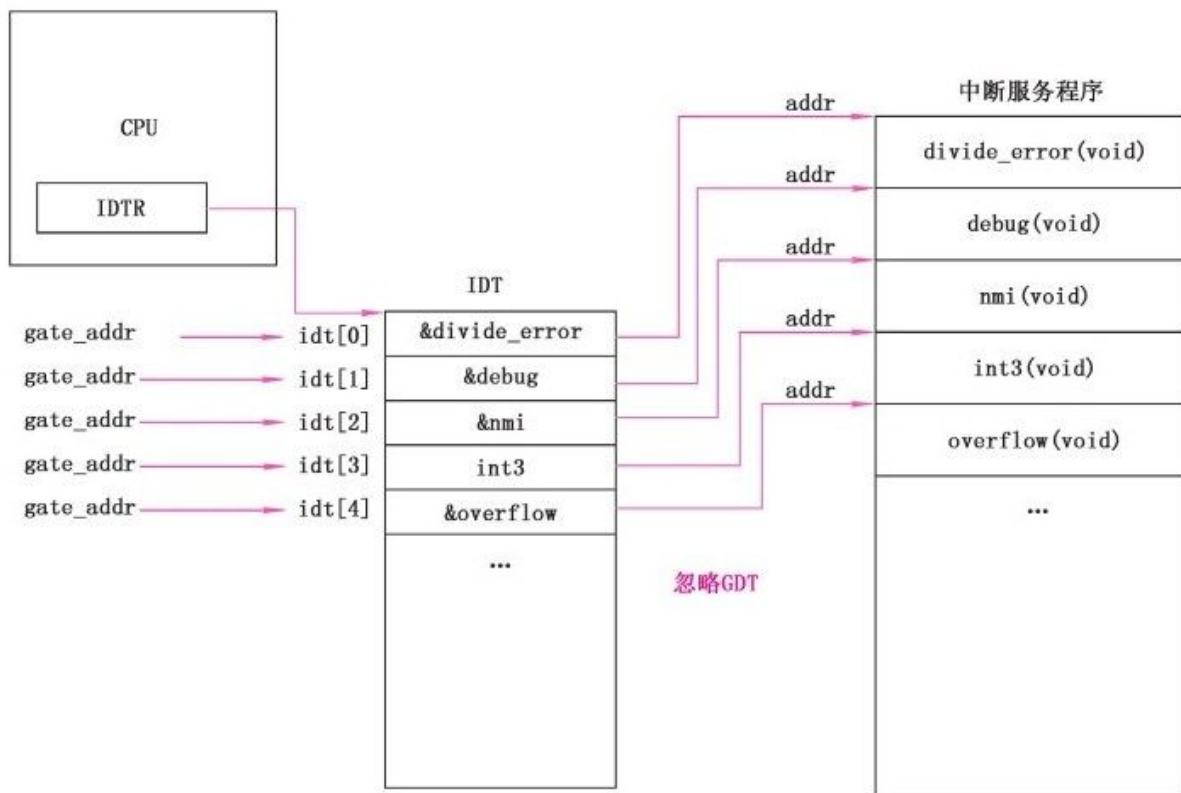 CPU
IDTR
IDT
gate_addr
idt[0]
&divide_error
gate_addr
idt[1]
&debug
gate_addr
idt[2]
&nmi
gate_addr
idt[3]
int3
gate_addr
idt[4]
&overflow
...
忽略GDT
中断服务程序
addr
divide_error(void)
addr
debug(void)
addr
nmi(void)
addr
int3(void)
addr
overflow(void)
...